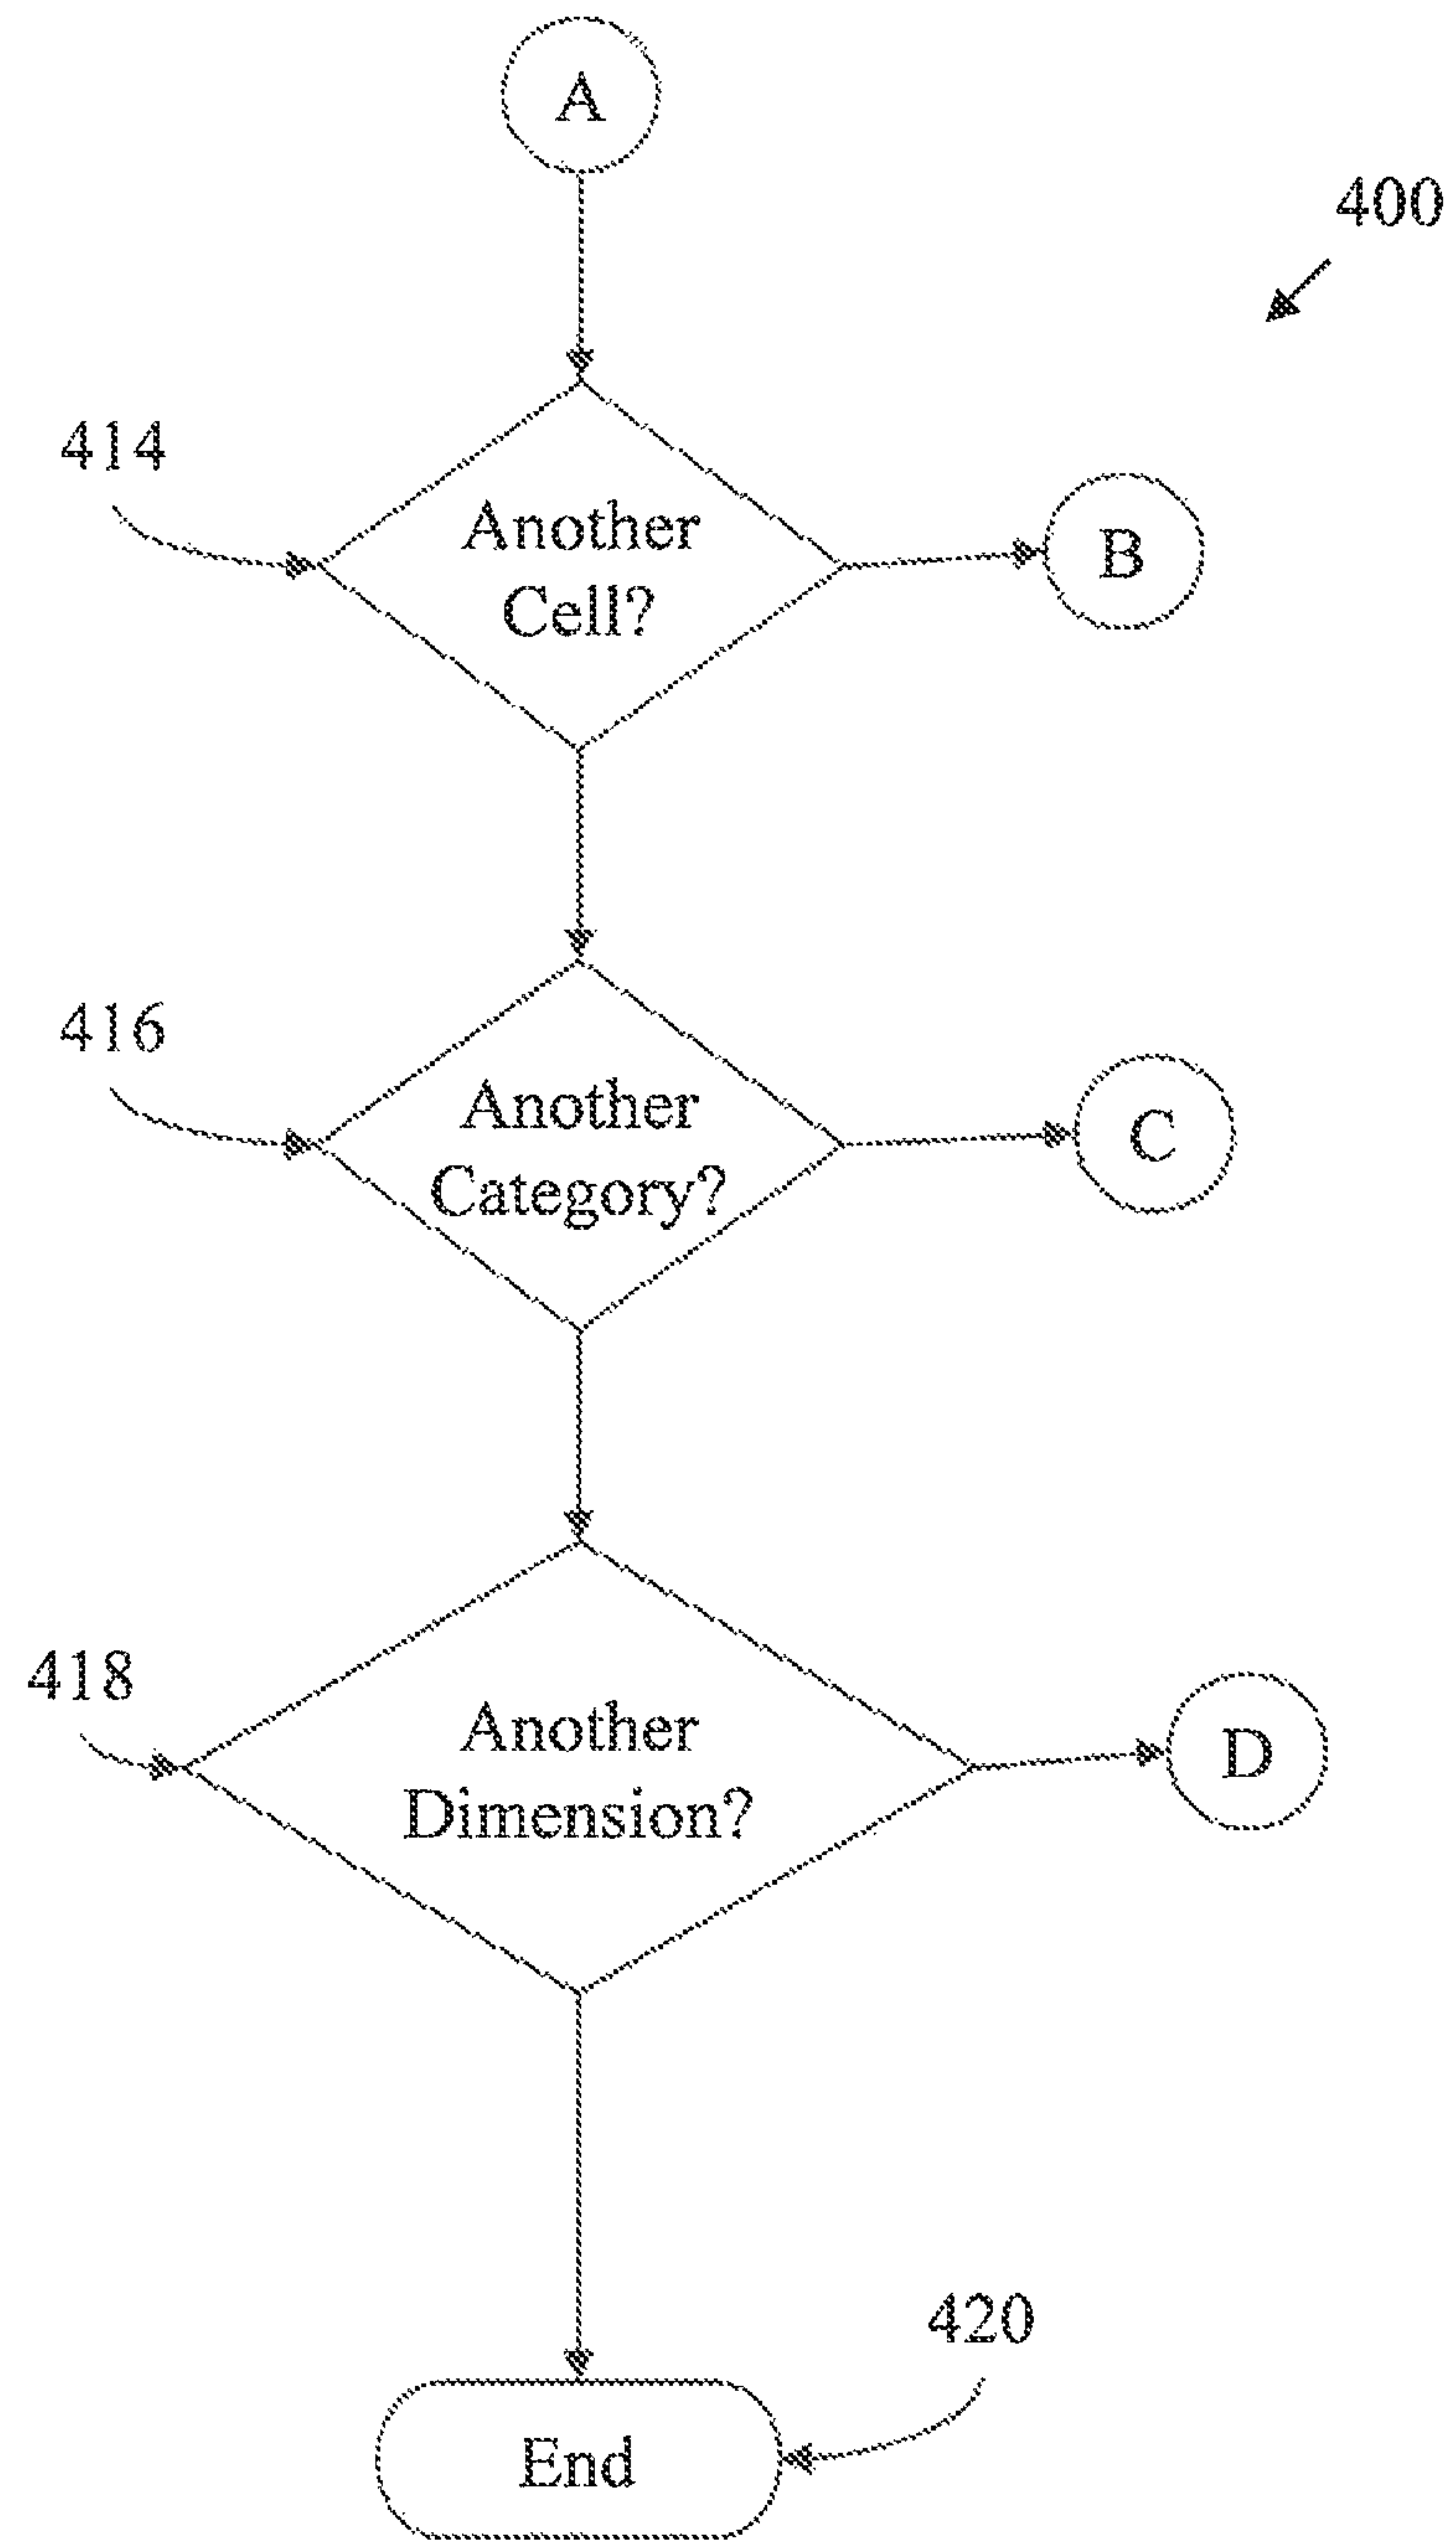 A
400
414
Another
Cell?
B
416
Another
Category?
C
418
Another
Dimension?
D
420
End